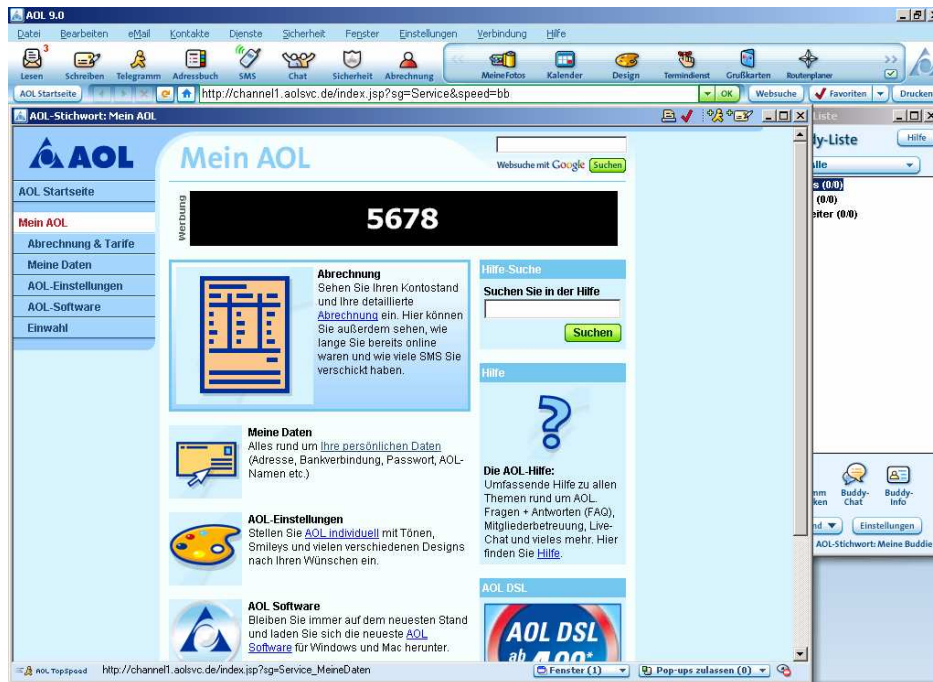 AOL 9.0
Datei Bearbeiten eMail Kontakte Dienste Sicherheit Fenster Einstellungen Verbindung Hilfe
3
Lesen Schreiben Telegramm Adressbuch SMS Chat Sicherheit Abrechnung Meine Fotos Kalender Design Termindienst Grußkarten Routenplaner
AOL Startseite http://channel1.aolsvc.de/index.jsp?sg=Service&speed=bb OK Websuche Favoriten Drucken
AOL-Stichwort: Mein AOL
AOL
Mein AOL
Websuche mit Google Suchen
AOL Startseite
Mein AOL
Abrechnung & Tarife
Meine Daten
AOL-Einstellungen
AOL-Software
Einwahl
Werbung
5678
Abrechnung
Sehen Sie Ihren Kontostand
und Ihre detaillierte
Abrechnung ein. Hier können
Sie außerdem sehen, wie
lange Sie bereits online
waren und wie viele SMS Sie
verschickt haben.
Meine Daten
Alles rund um Ihre persönlichen Daten
(Adresse, Bankverbindung, Passwort, AOL-
Namen etc.)
AOL-Einstellungen
Stellen Sie AOL individuell mit Tönen,
Smileys und vielen verschiedenen Designs
nach Ihren Wünschen ein.
AOL Software
Bleiben Sie immer auf dem neuesten Stand
und laden Sie sich die neueste AOL
Software für Windows und Mac herunter.
Hilfe-Suche
Suchen Sie in der Hilfe
Suchen
Hilfe
Die AOL-Hilfe:
Umfassende Hilfe zu allen
Themen rund um AOL.
Fragen + Antworten (FAQ),
Mitgliederbetreuung, Live-
Chat und vieles mehr. Hier
finden Sie Hilfe.
AOL DSL
AOL DSL
ab
Liste
dy-Liste Hilfe
lle
s (0/0)
(0/0)
eiter (0/0)
Buddy-Chat Buddy-Info
Einstellungen
AOL-Stichwort: Meine Buddie
AOL TopSpeed http://channel1.aolsvc.de/index.jsp?sg=Service_MeineDaten Fenster (1) Pop-ups zulassen (0)